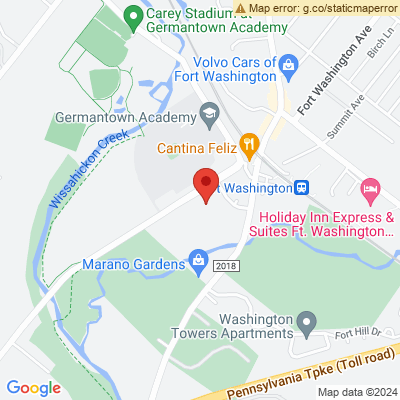 Map error: g.co/staticmaperror
Carey Stadium at
Germantown Academy
Volvo Cars of
Fort Washington
Birch Ln
Fort Washington Ave
Summit Ave
Germantown Academy
Wissahickon Creek
Cantina Feliz
rt Washington
Holiday Inn Express &
Suites Ft. Washington...
Marano Gardens
2018
Washington
Towers Apartments
Fort Hill Dr
Pennsylvania Tpke (Toll road)
Google
Map data ©2024